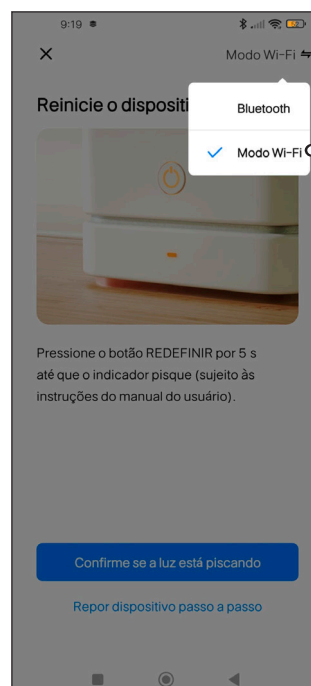 9:19
52
Modo Wi-Fi
Reinicie o dispositi
Bluetooth
Modo Wi-Fi
Pressione o botão REDEFINIR por 5 s
até que o indicador pisque (sujeito às
instruções do manual do usuário).
Confirme se a luz está piscando
Repor dispositivo passo a passo